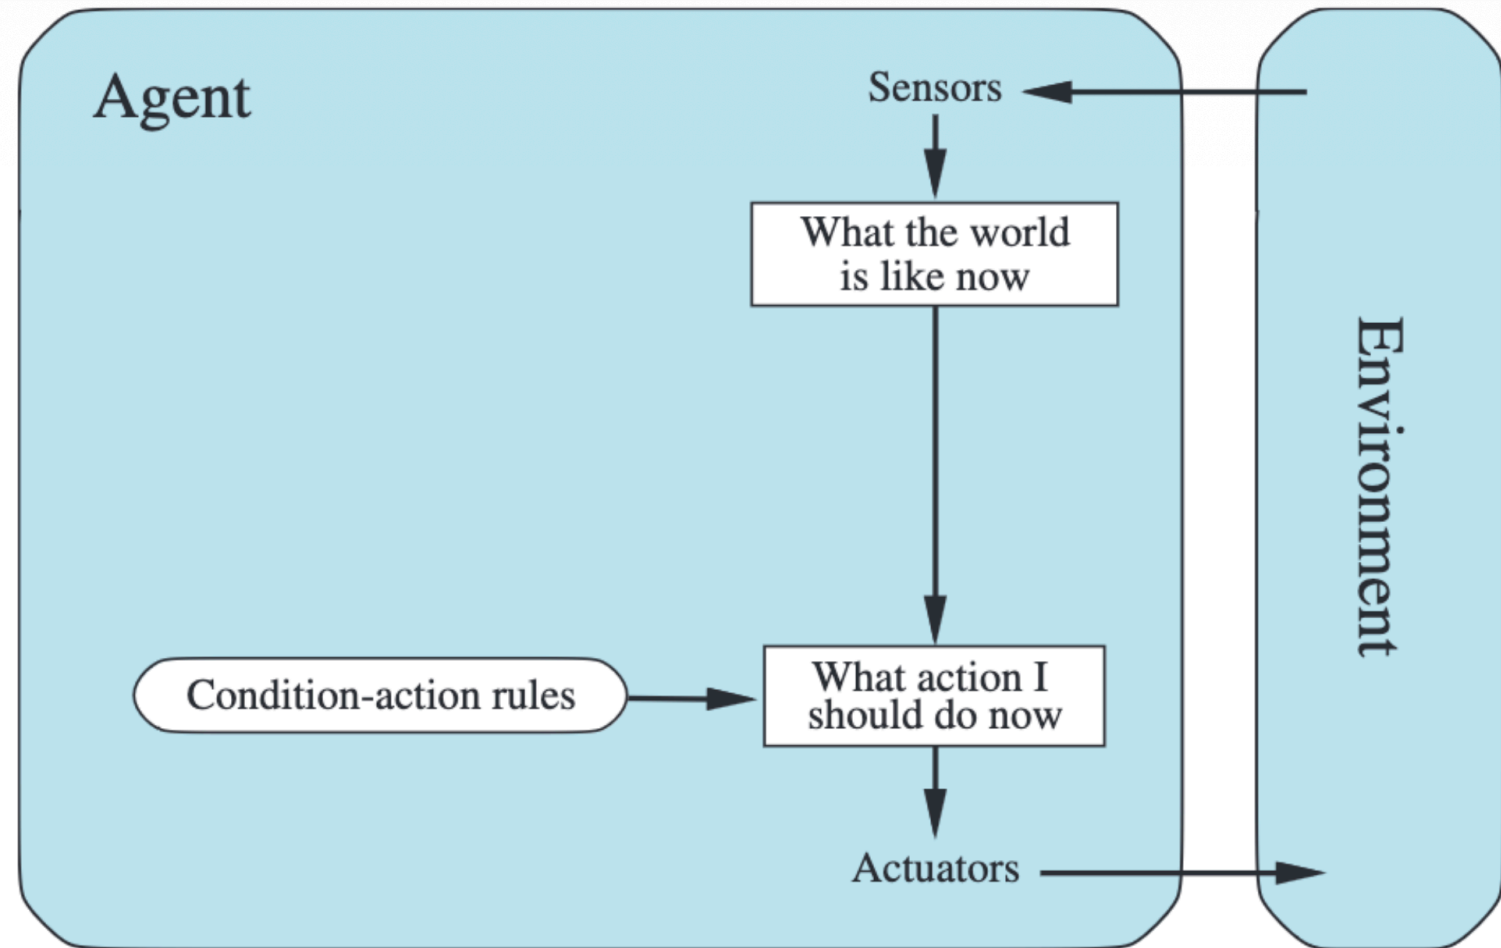 Agent
Sensors
What the world
is like now
Environment
Condition-action rules
What action I
should do now
Actuators